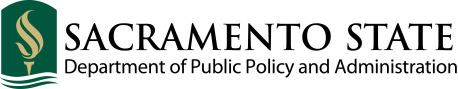 SACRAMENTO STATE
Department of Public Policy and Administration